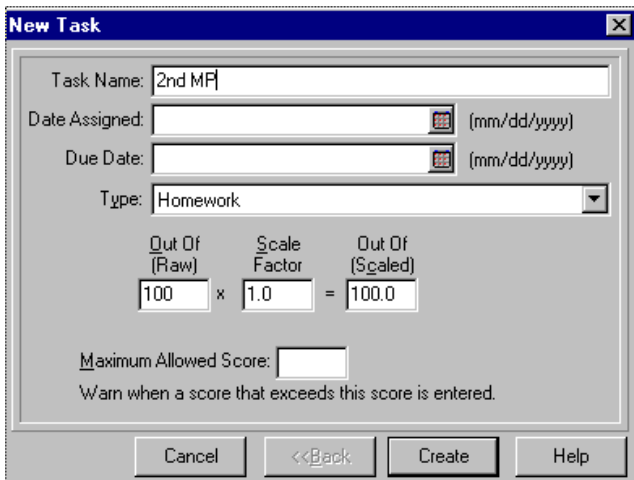 New Task
Task Name: 2nd MP
Date Assigned: (mm/dd/yyyy)
Due Date: (mm/dd/yyyy)
Type: Homework
Out Of Scale Out Of
(Raw) Factor (Scaled)
100 x 1.0 = 100.0
Maximum Allowed Score:
Warn when a score that exceeds this score is entered.
Cancel <<Back Create Help